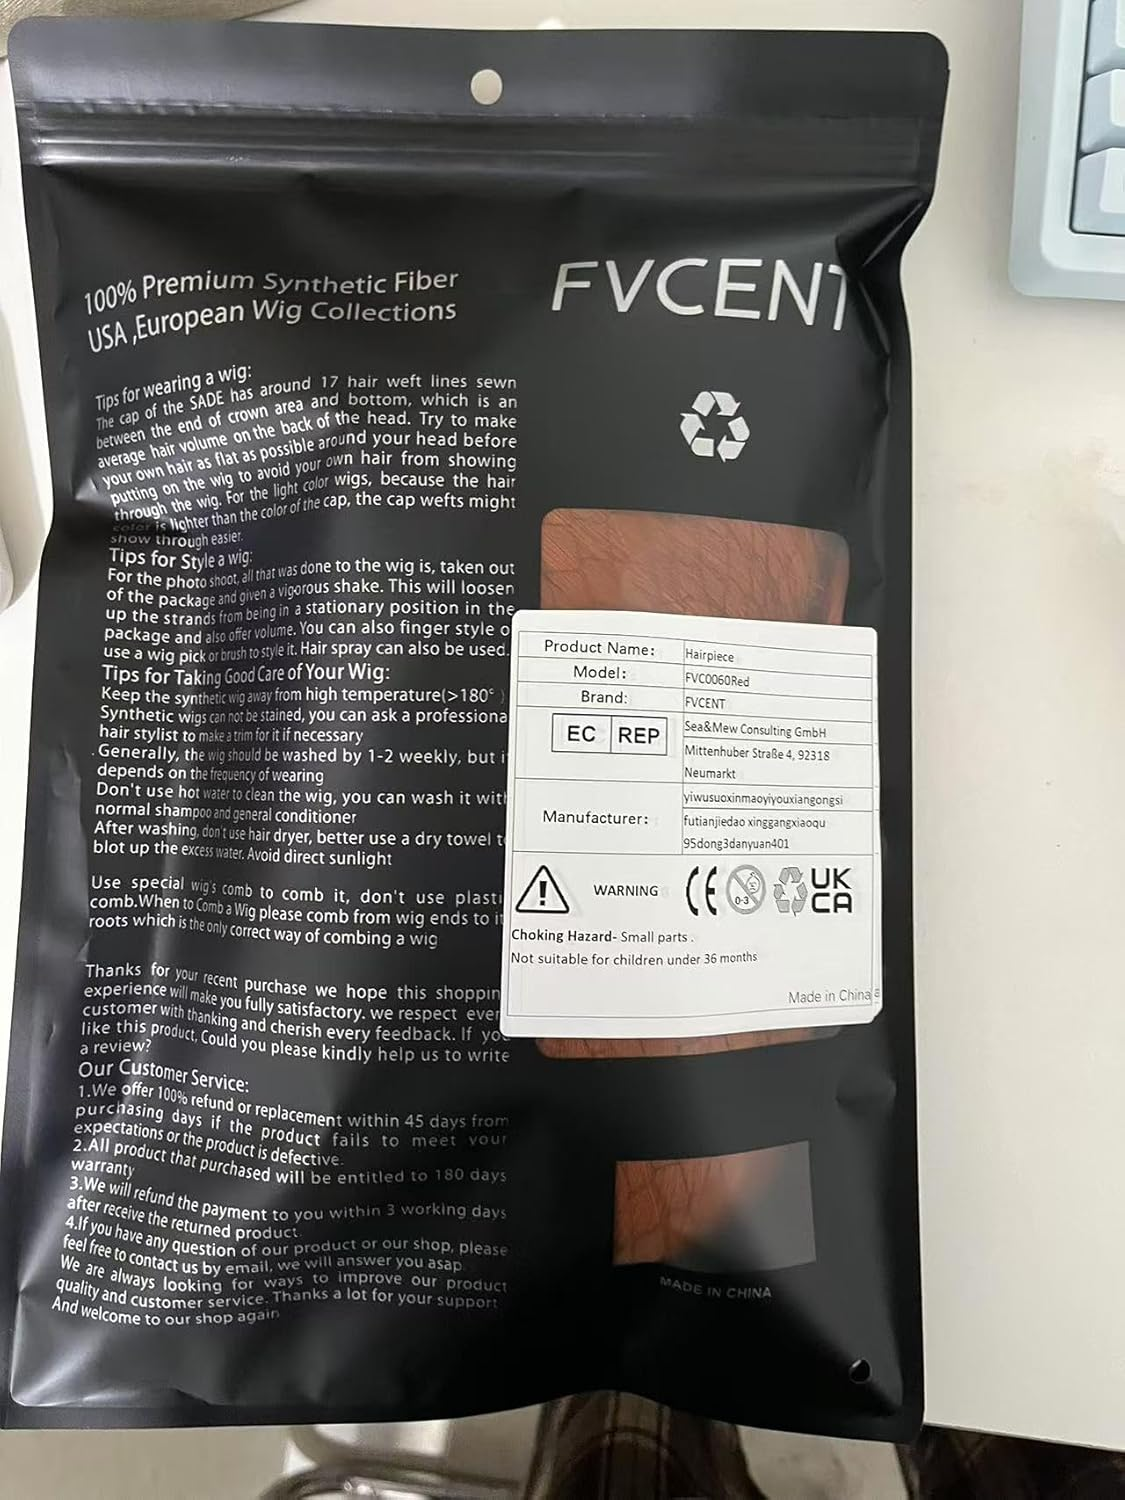 100% Premium Synthetic Fiber
USA ,European Wig Collections
Tips for wearing a wig:
The cap of the SADE has around 17 hair weft lines sewn
between the end of crown area and bottom, which is an
average hair volume on the back of the head. Try to make
your own hair as flat as possible around your head before
putting on the wig to avoid your own hair from showing
through the wig. For the light color wigs, because the hair
color is lighter than the color of the cap, the cap wefts might
show through easier.
Tips for Style a wig:
For the photo shoot, all that was done to the wig is, taken out
of the package and given a vigorous shake. This will loosen
up the strands from being in a stationary position in the
package and also offer volume. You can also finger style o
use a wig pick or brush to style it. Hair spray can also be used.
Tips for Taking Good Care of Your Wig:
Keep the synthetic wig away from high temperature(>180° )
Synthetic wigs can not be stained, you can ask a professiona
hair stylist to make a trim for it if necessary
.Generally, the wig should be washed by 1-2 weekly, but i
depends on the frequency of wearing
Don't use hot water to clean the wig, you can wash it with
normal shampoo and general conditioner
After washing, don't use hair dryer, better use a dry towel t
blot up the excess water. Avoid direct sunlight
Use special wig's comb to comb it, don't use plasti
comb.When to Comb a Wig please comb from wig ends to it
roots which is the only correct way of combing a wig
Thanks for your recent purchase we hope this shoppin
experience will make you fully satisfactory. we respect ever
customer with thanking and cherish every feedback. If you
like this product, Could you please kindly help us to write
a review?
Our Customer Service:
1.We offer 100% refund or replacement within 45 days from
purchasing days if the product fails to meet your
expectations or the product is defective.
2.All product that purchased will be entitled to 180 days
warranty
3.We will refund the payment to you within 3 working days
after receive the returned product
4.If you have any question of our product or our shop, please
feel free to contact us by email, we will answer you asap.
We are always looking for ways to improve our product
quality and customer service. Thanks a lot for your support
And welcome to our shop again
FVCENT
Product Name: Hairpiece
Model: FVC0060Red
Brand: FVCENT
EC REP Sea&Mew Consulting GmbH
Mittenhuber Straße 4, 92318
Neumarkt
Manufacturer: yiwusuoxinmaoyiyouxiangongsi
futianjiedao xinggangxiaoqu
95dong3danyuan401
WARNING CE 0-3 UK
CA
Choking Hazard- Small parts .
Not suitable for children under 36 months
Made in China
MADE IN CHINA